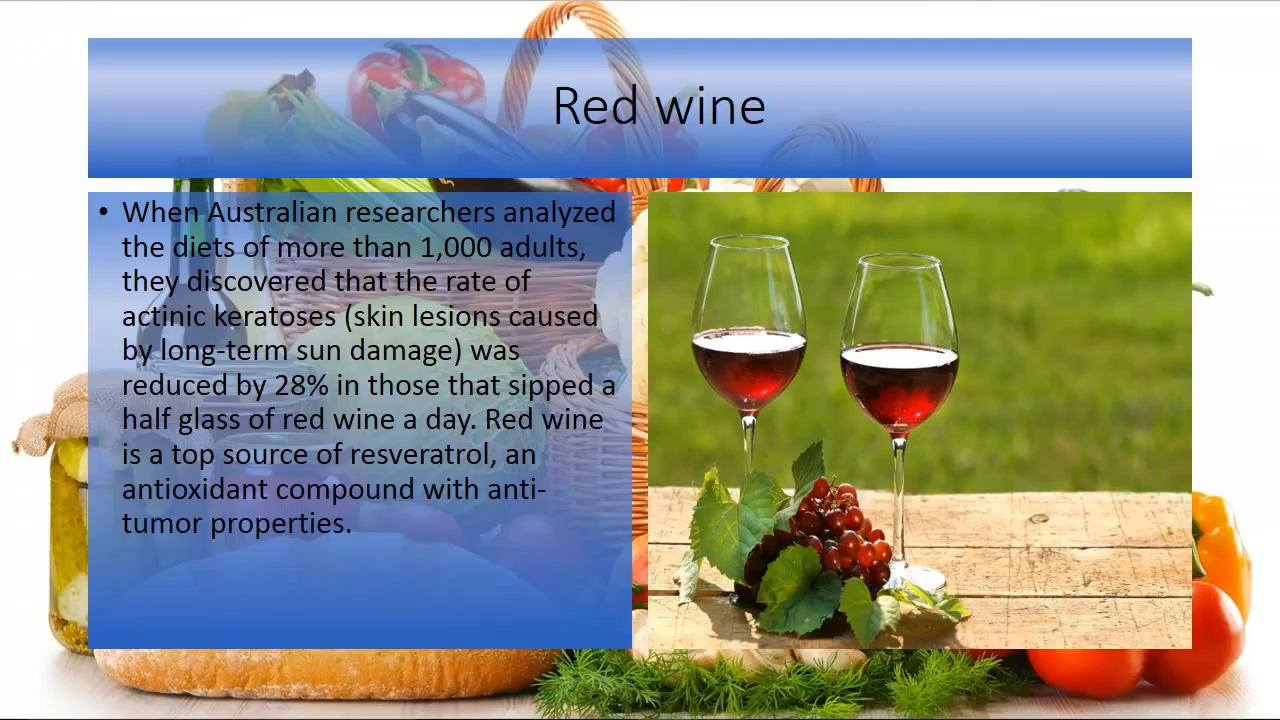 Red wine
• When Australian researchers analyzed
the diets of more than 1,000 adults,
they discovered that the rate of
actinic keratoses (skin lesions caused
by long-term sun damage) was
reduced by 28% in those that sipped a
half glass of red wine a day. Red wine
is a top source of resveratrol, an
antioxidant compound with anti-
tumor properties.